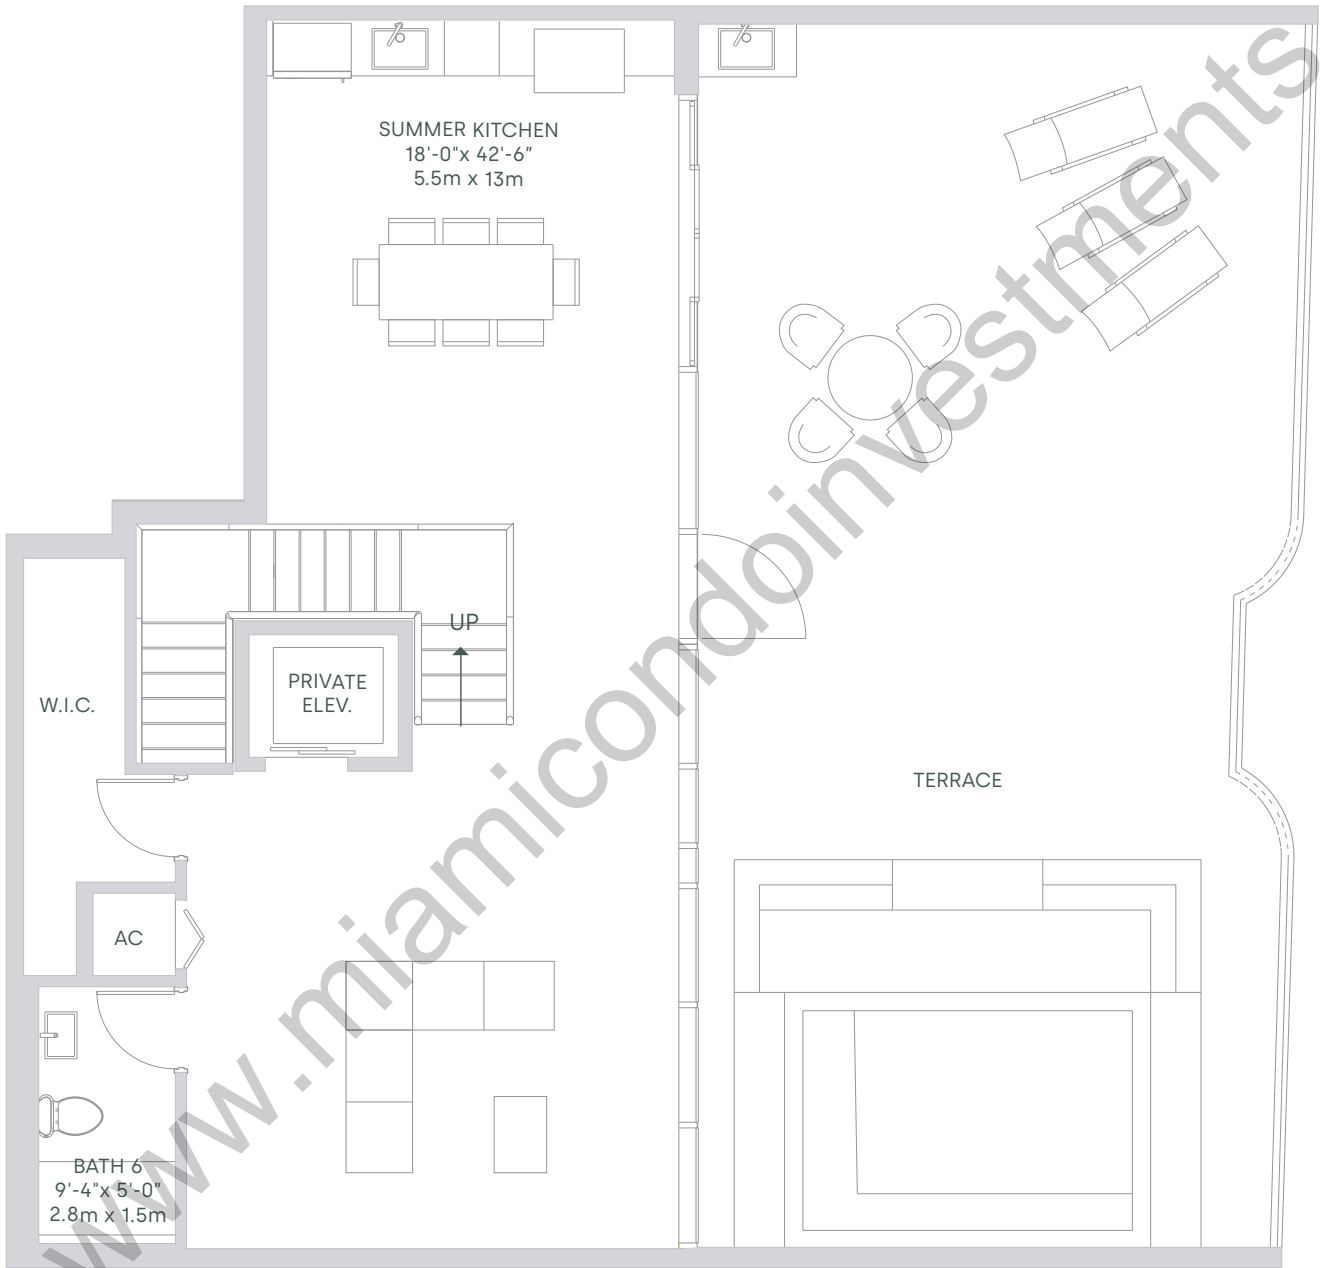 SUMMER KITCHEN
18'-0"x 42'-6"
5.5m x 13m
UP
PRIVATE
ELEV.
W.I.C.
TERRACE
AC
BATH 6
9'-4"x 5'-0"
2.8m x 1.5m
www.miamicondoinvestments